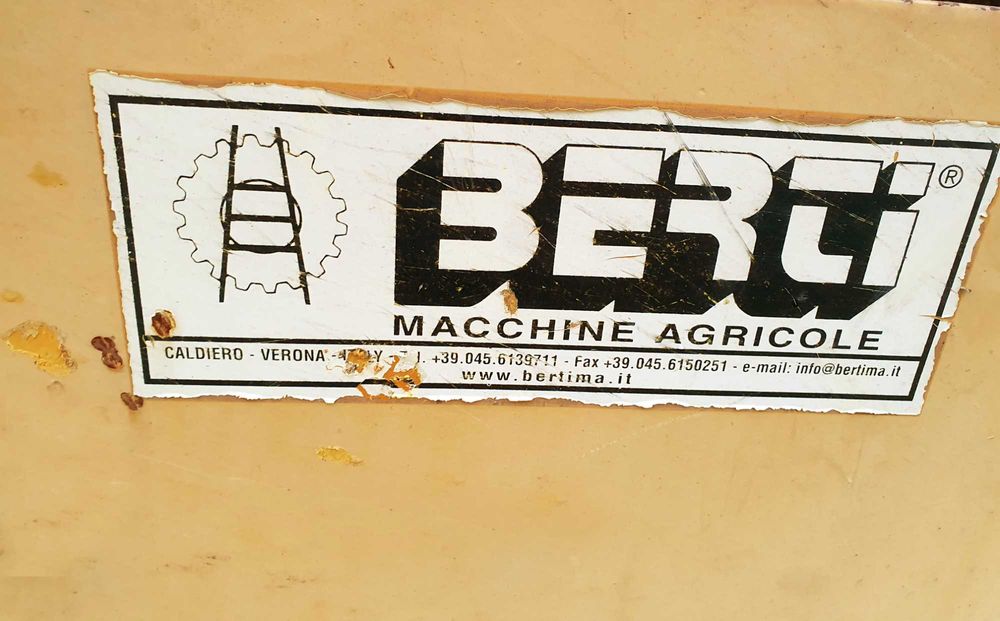 BERTI ®
MACCHINE AGRICOLE
CALDIERO - VERONA - +39.045.6139711 - Fax +39.045.6150251 - e-mail: info@bertima.it
www.bertima.it